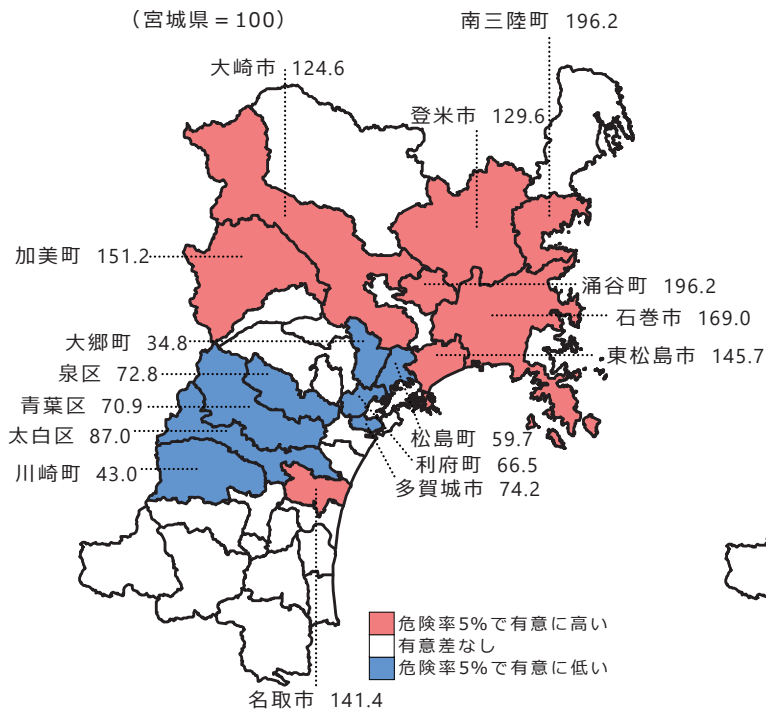 （宮城県＝100）
南三陸町 196.2
大崎市 124.6
登米市 129.6
加美町 151.2
涌谷町 196.2
石巻市 169.0
大郷町 34.8
東松島市 145.7
泉区 72.8
青葉区 70.9
太白区 87.0
松島町 59.7
利府町 66.5
川崎町 43.0
多賀城市 74.2
危険率5%で有意に高い
有意差なし
危険率5%で有意に低い
名取市 141.4